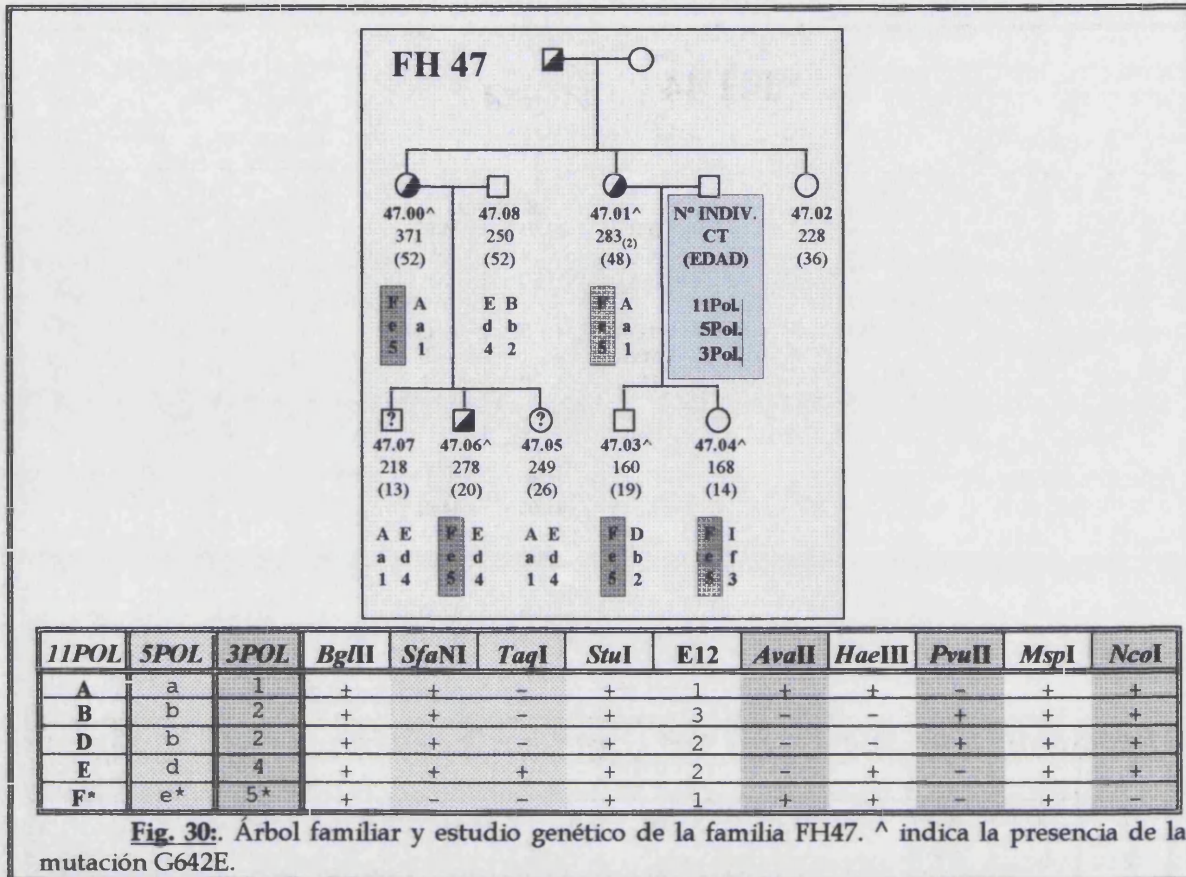 FH 47
47.00^ 47.08 47.01^ Nº INDIV. 47.02
371 250 283(2) CT 228
(52) (52) (48) (EDAD) (36)
F A E B F A 11Pol.
e a d b e a 5Pol.
5 1 4 2 5 1 3Pol.
? ?
47.07 47.06^ 47.05 47.03^ 47.04^
218 278 249 160 168
(13) (20) (26) (19) (14)
A E F E A E F D F I
a d e d a d e b e f
1 4 5 4 1 4 5 2 5 3
11POL 5POL 3POL BglII SfaNI TaqI StuI E12 AvaII HaeIII PvuII MspI NcoI
A a 1 + + - + 1 + + - + +
B b 2 + + - + 3 - - + + +
D b 2 + + - + 2 - - + + +
E d 4 + + + + 2 - + - + +
F* e* 5* + - - + 1 + + - + -
Fig. 30:. Árbol familiar y estudio genético de la familia FH47. ^ indica la presencia de la
mutación G642E.